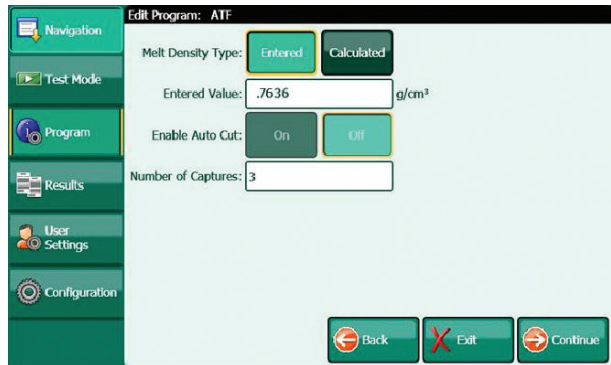 Edit Program: ATF
Navigation
Test Mode
Program
Results
User
Settings
Configuration
Melt Density Type: Entered Calculated
Entered Value: .7636 g/cm³
Enable Auto Cut: On Off
Number of Captures: 3
Back Exit Continue